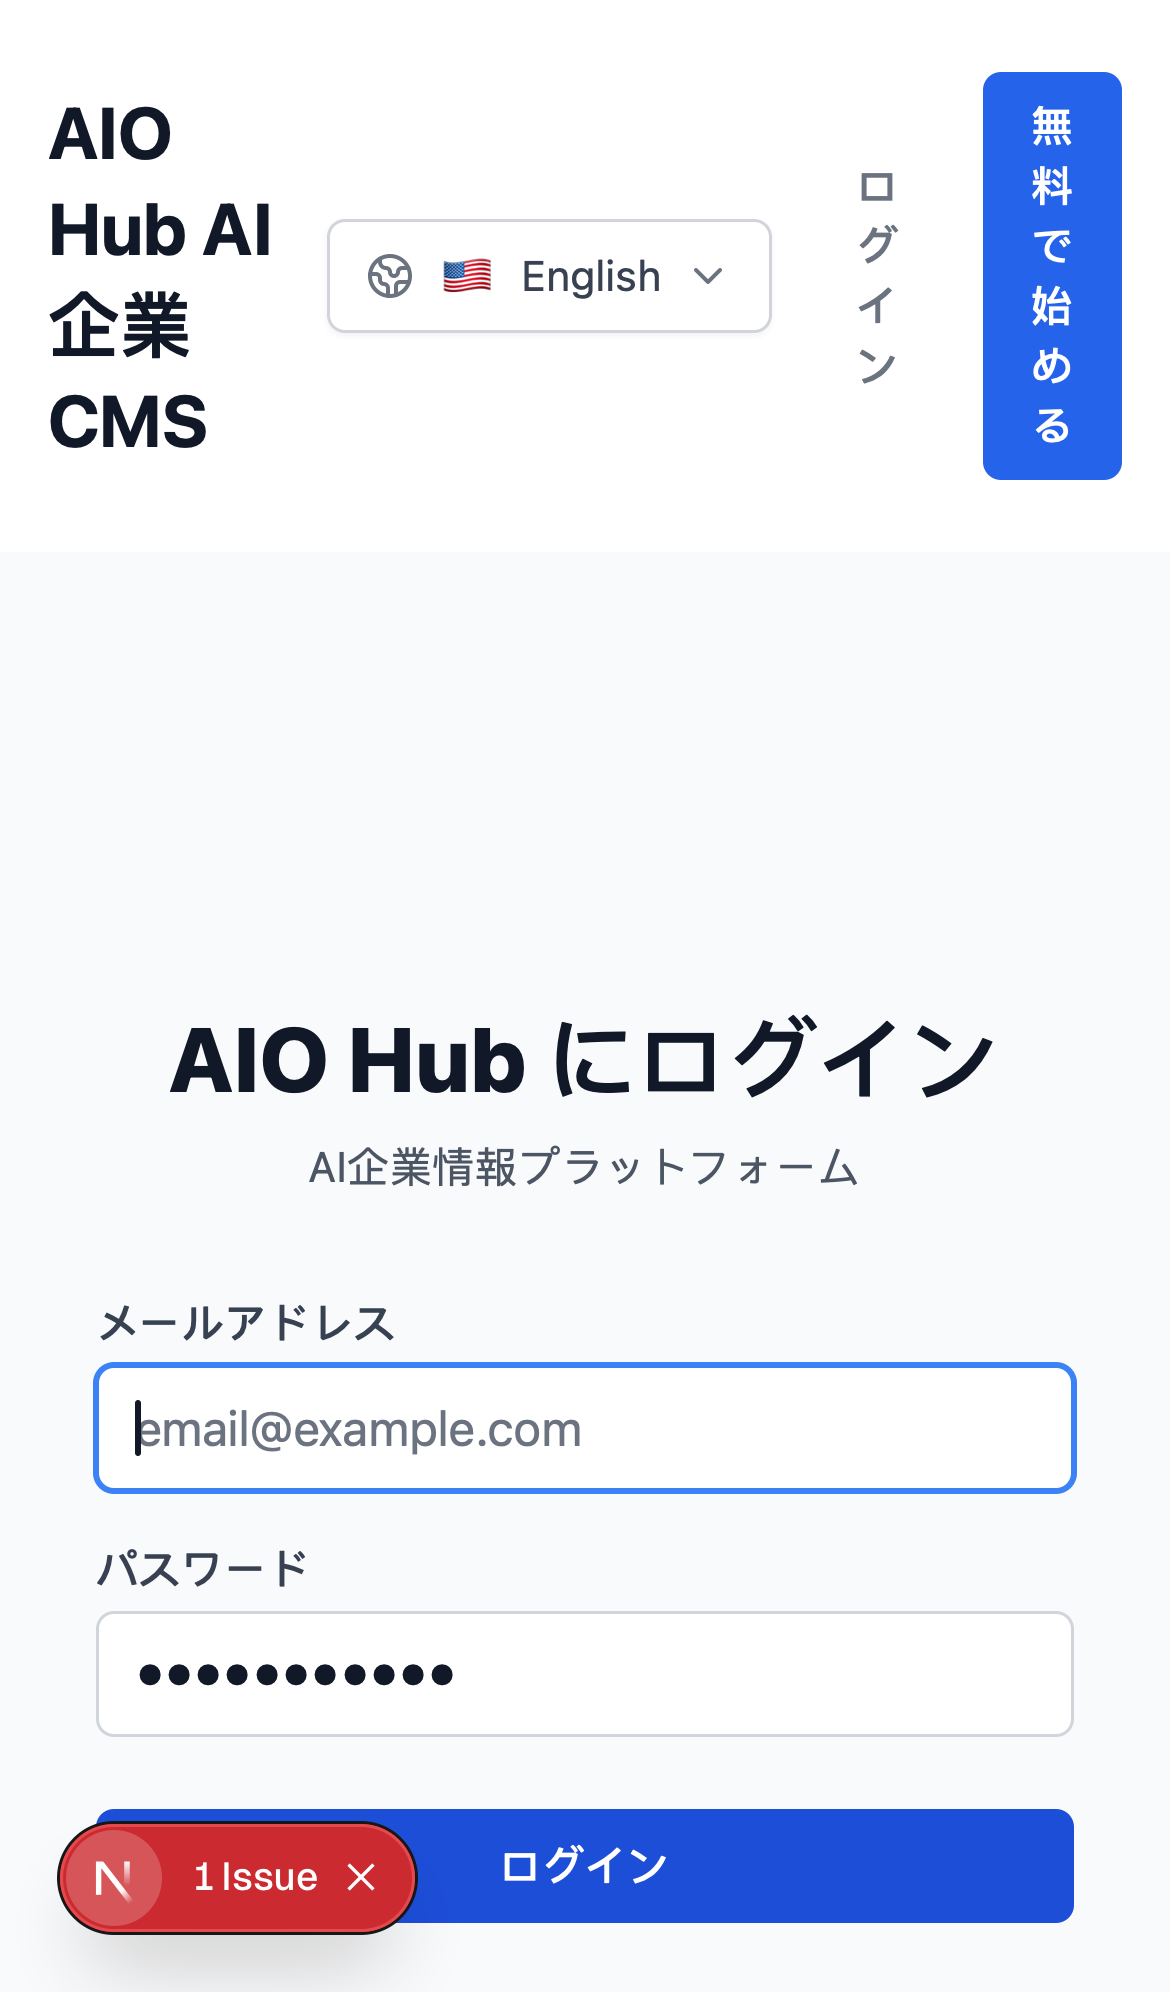 AIO
Hub AI
企業
CMS
English
ログイン
無料で始める
AIO Hub にログイン
AI企業情報プラットフォーム
メールアドレス
email@example.com
パスワード
ログイン
N
1 Issue